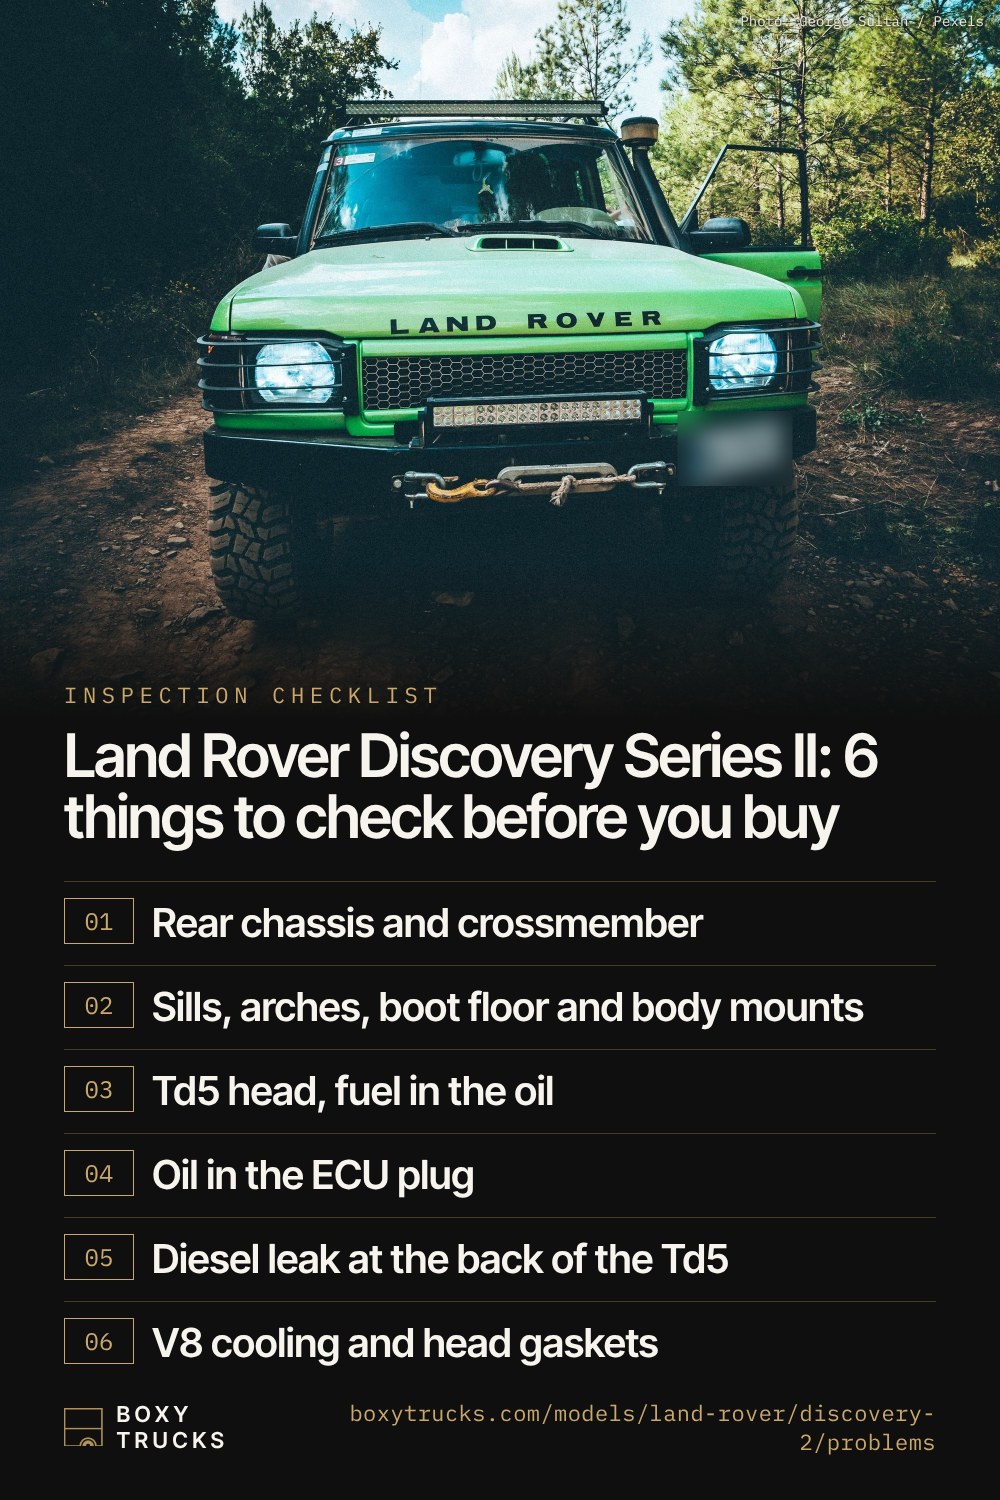 Photo: George Sultan / Pexels
LAND ROVER
INSPECTION CHECKLIST
Land Rover Discovery Series II: 6
things to check before you buy
01 Rear chassis and crossmember
02 Sills, arches, boot floor and body mounts
03 Td5 head, fuel in the oil
04 Oil in the ECU plug
05 Diesel leak at the back of the Td5
06 V8 cooling and head gaskets
BOXY
TRUCKS
boxytrucks.com/models/land-rover/discovery-
2/problems